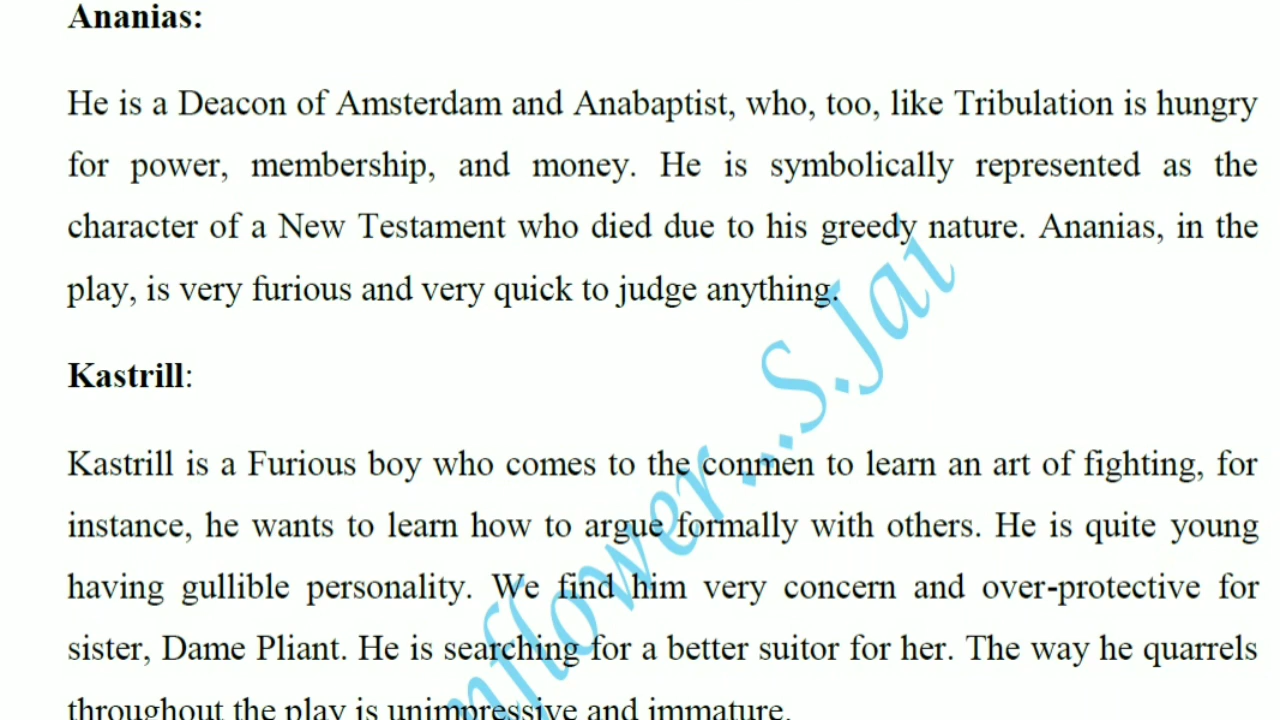 Ananias:
He is a Deacon of Amsterdam and Anabaptist, who, too, like Tribulation is hungry
for power, membership, and money. He is symbolically represented as the
character of a New Testament who died due to his greedy nature. Ananias, in the
play, is very furious and very quick to judge anything.
Kastrill:
Kastrill is a Furious boy who comes to the conmen to learn an art of fighting, for
instance, he wants to learn how to argue formally with others. He is quite young
having gullible personality. We find him very concern and over-protective for
sister, Dame Pliant. He is searching for a better suitor for her. The way he quarrels
throughout the play is unimpressive and immature.
nflower...S.Jai